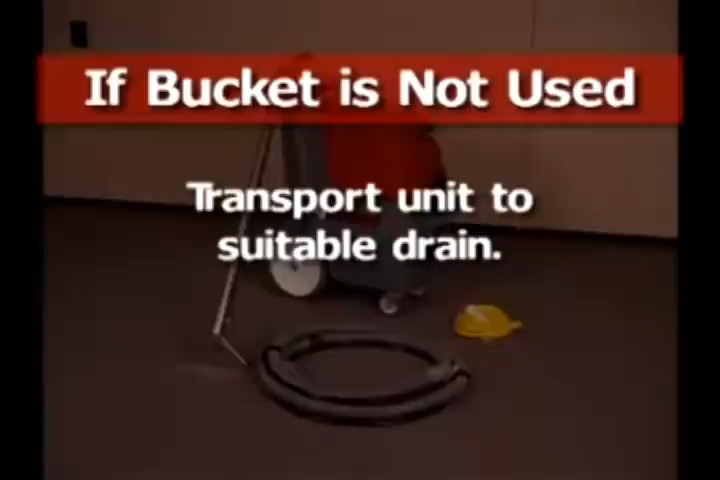 If Bucket is Not Used
Transport unit to
suitable drain.